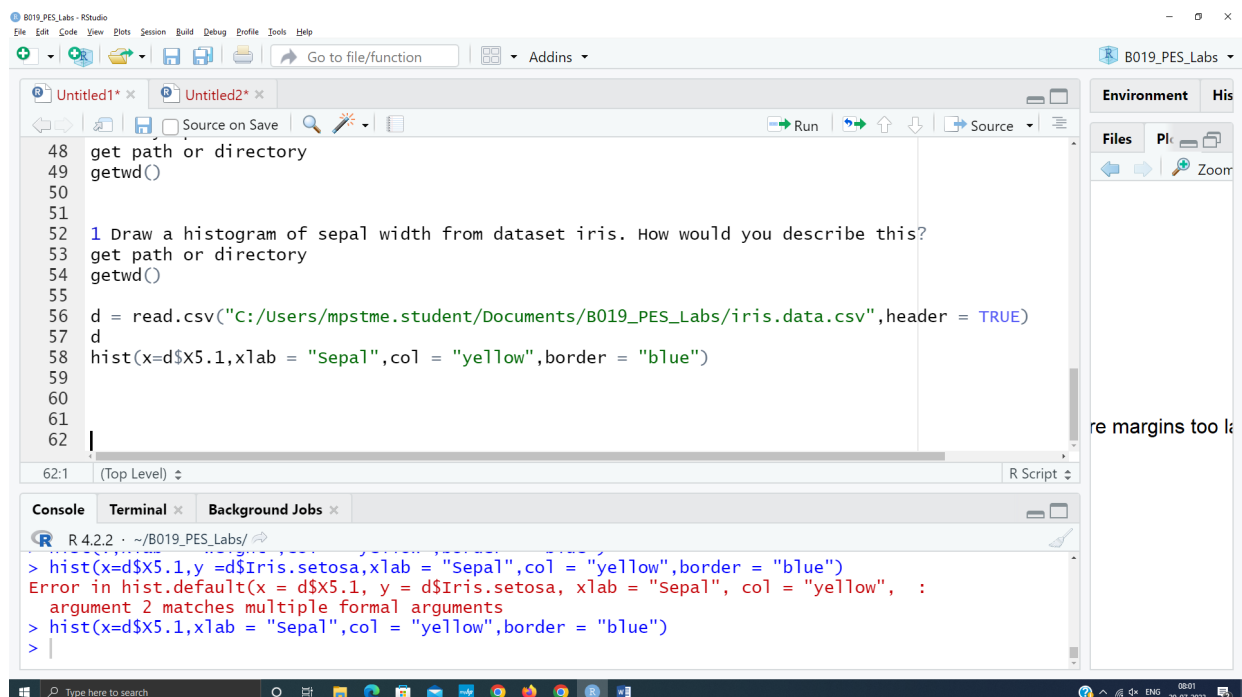 B019_PES_Labs - RStudio
File Edit Code View Plots Session Build Debug Profile Tools Help
Go to file/function
Addins
B019_PES_Labs
Untitled1*
Untitled2*
Source on Save
Run
Source
48 get path or directory
49 getwd()
50
51
52 1 Draw a histogram of sepal width from dataset iris. How would you describe this?
53 get path or directory
54 getwd()
55
56 d = read.csv("C:/Users/mpstme.student/Documents/B019_PES_Labs/iris.data.csv",header = TRUE)
57 d
58 hist(x=d$X5.1,xlab = "Sepal",col = "yellow",border = "blue")
59
60
61
62
62:1 (Top Level) R Script
Environment His
Files Pl
Zoom
re margins too la
Console Terminal Background Jobs
R 4.2.2 · ~/B019_PES_Labs/
> hist(x=d$X5.1,y =d$Iris.setosa,xlab = "Sepal",col = "yellow",border = "blue")
Error in hist.default(x = d$X5.1, y = d$Iris.setosa, xlab = "Sepal", col = "yellow",  :
  argument 2 matches multiple formal arguments
> hist(x=d$X5.1,xlab = "Sepal",col = "yellow",border = "blue")
>
Type here to search
ENG
08:01